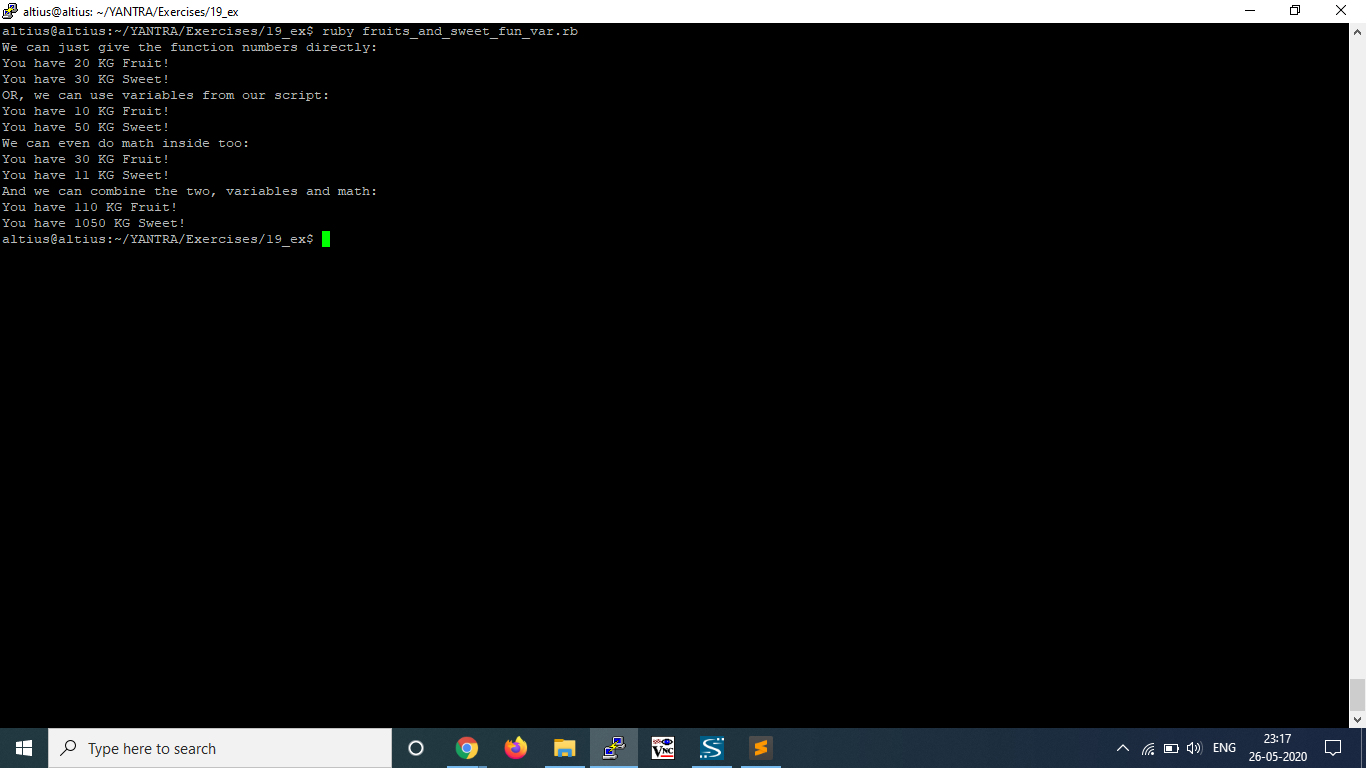 altius@altius: ~/YANTRA/Exercises/19_ex
altius@altius:~/YANTRA/Exercises/19_ex$ ruby fruits_and_sweet_fun_var.rb
We can just give the function numbers directly:
You have 20 KG Fruit!
You have 30 KG Sweet!
OR, we can use variables from our script:
You have 10 KG Fruit!
You have 50 KG Sweet!
We can even do math inside too:
You have 30 KG Fruit!
You have 11 KG Sweet!
And we can combine the two, variables and math:
You have 110 KG Fruit!
You have 1050 KG Sweet!
altius@altius:~/YANTRA/Exercises/19_ex$
Type here to search
VNC
ENG
23:17
26-05-2020